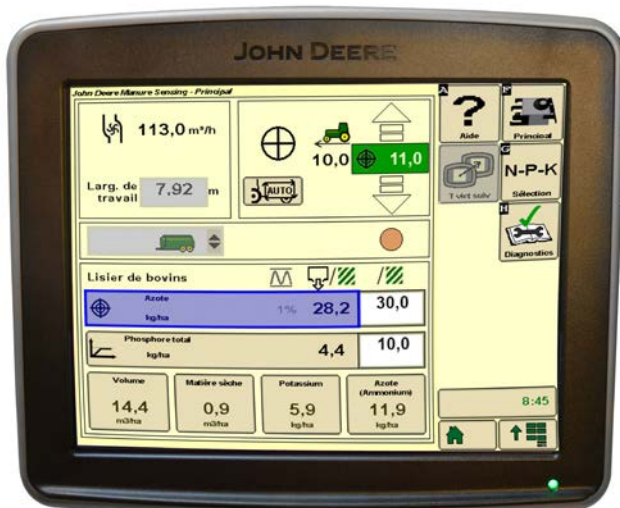 JOHN DEERE
John Deere Manure Sensing - Principal
113,0 m³/h
Larg. de
travail
7,92 m
10,0
11,0
AUTO
A
Aide
F
Principal
T virt suiv
G
N-P-K
Sélection
H
Diagnostics
Lisier de bovins
/
/
Azote
kg/ha
1%
28,2
30,0
Phosphore total
kg/ha
4,4
10,0
Volume
14,4
m3/ha
Matière sèche
0,9
m3/ha
Potassium
5,9
kg/ha
Azote
(Ammonium)
11,9
kg/ha
8:45